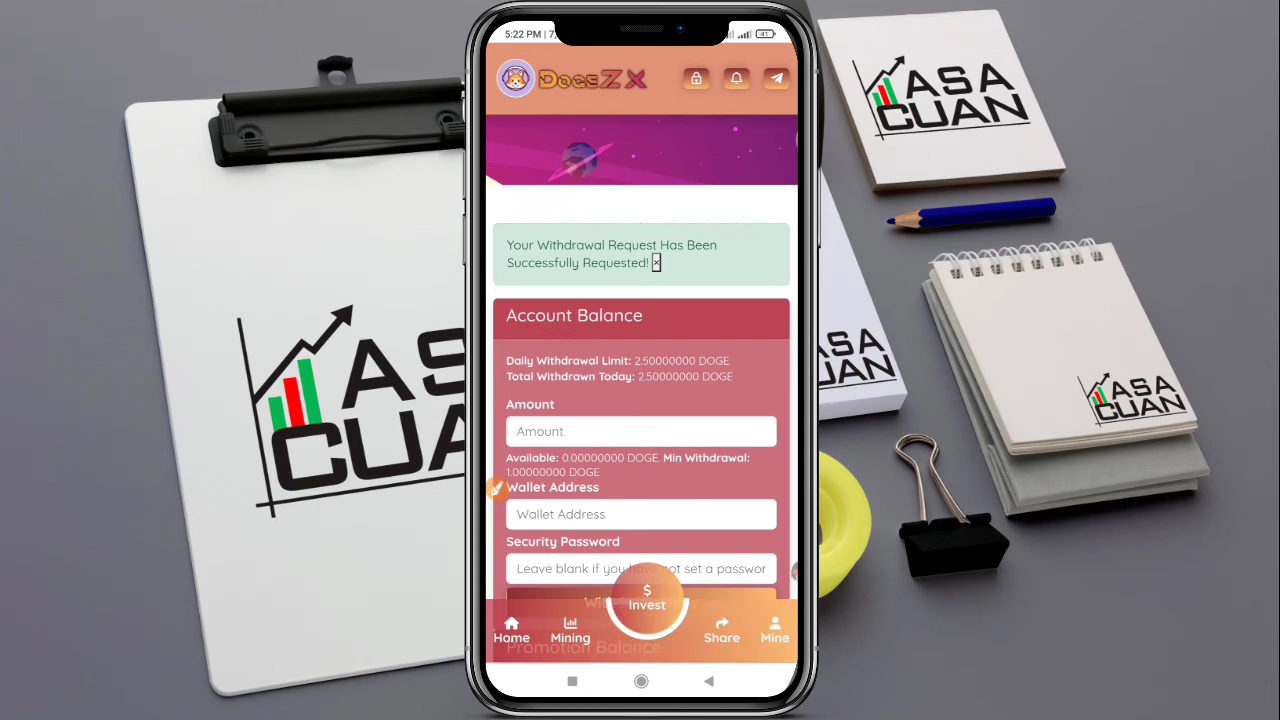 ASA
CUAN
5:22 PM | 7,
41
DOGSZX
Your Withdrawal Request Has Been
Successfully Requested! ×
Account Balance
Daily Withdrawal Limit: 2.50000000 DOGE
Total Withdrawn Today: 2.50000000 DOGE
Amount
Amount
Available: 0.00000000 DOGE. Min Withdrawal:
1.00000000 DOGE
Wallet Address
Wallet Address
Security Password
Leave blank if you have not set a passwor
$
Invest
Home Mining Share Mine
Promotion Balance
ASA
CUAN
ASA
CUAN
ASA
CUAN